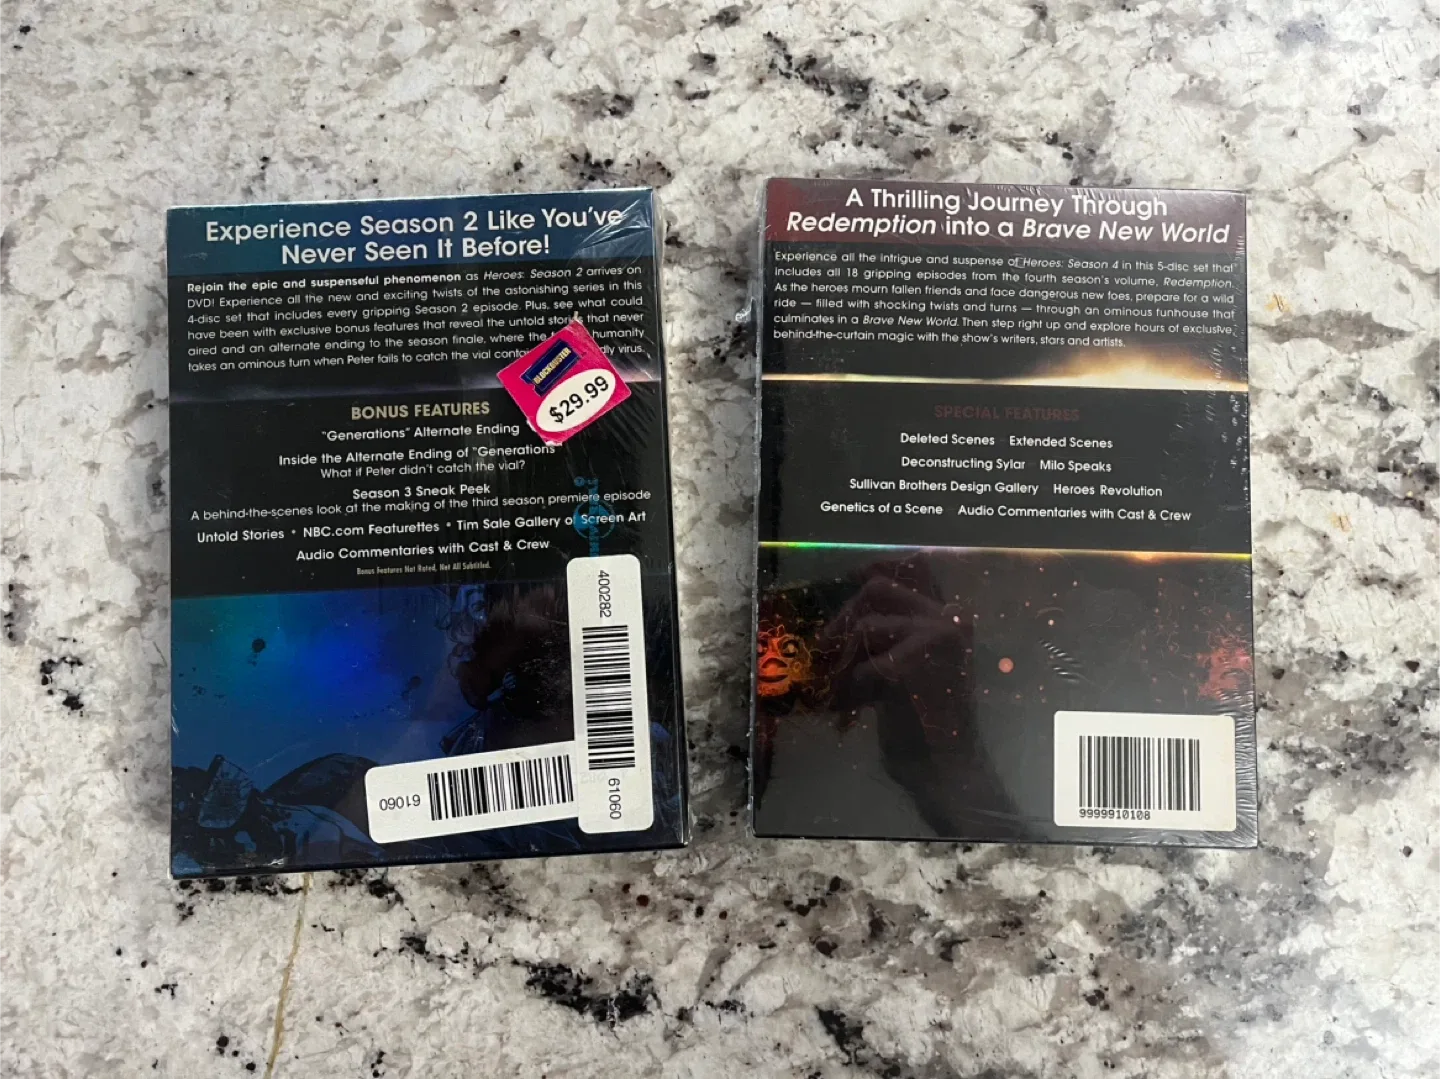 Experience Season 2 Like You've
Never Seen It Before!
Rejoin the epic and suspenseful phenomenon as Heroes: Season 2 arrives on
DVD! Experience all the new and exciting twists of the astonishing series in this
4-disc set that includes every gripping Season 2 episode. Plus, see what could
have been with exclusive bonus features that reveal the untold stories that never
aired and an alternate ending to the season finale, where the humanity
takes an ominous turn when Peter fails to catch the vial virus.
BLOCKBUSTER
$29.99
BONUS FEATURES
"Generations" Alternate Ending
Inside the Alternate Ending of "Generations"
What if Peter didn't catch the vial?
Season 3 Sneak Peek
A behind-the-scenes look at the making of the third season premiere episode
Untold Stories • NBC.com Featurettes • Tim Sale Gallery of Screen Art
Audio Commentaries with Cast & Crew
Bonus Features Not Rated, Not All Subtitled.
400282
61060
61060
A Thrilling Journey Through
Redemption into a Brave New World
Experience all the intrigue and suspense of Heroes: Season 4 in this 5-disc set that
includes all 18 gripping episodes from the fourth season's volume, Redemption.
As the heroes mourn fallen friends and face dangerous new foes, prepare for a wild
ride — filled with shocking twists and turns — through an ominous funhouse that
culminates in a Brave New World. Then step right up and explore hours of exclusive
behind-the-curtain magic with the show's writers, stars and artists.
SPECIAL FEATURES
Deleted Scenes Extended Scenes
Deconstructing Sylar Milo Speaks
Sullivan Brothers Design Gallery Heroes Revolution
Genetics of a Scene Audio Commentaries with Cast & Crew
9999910108